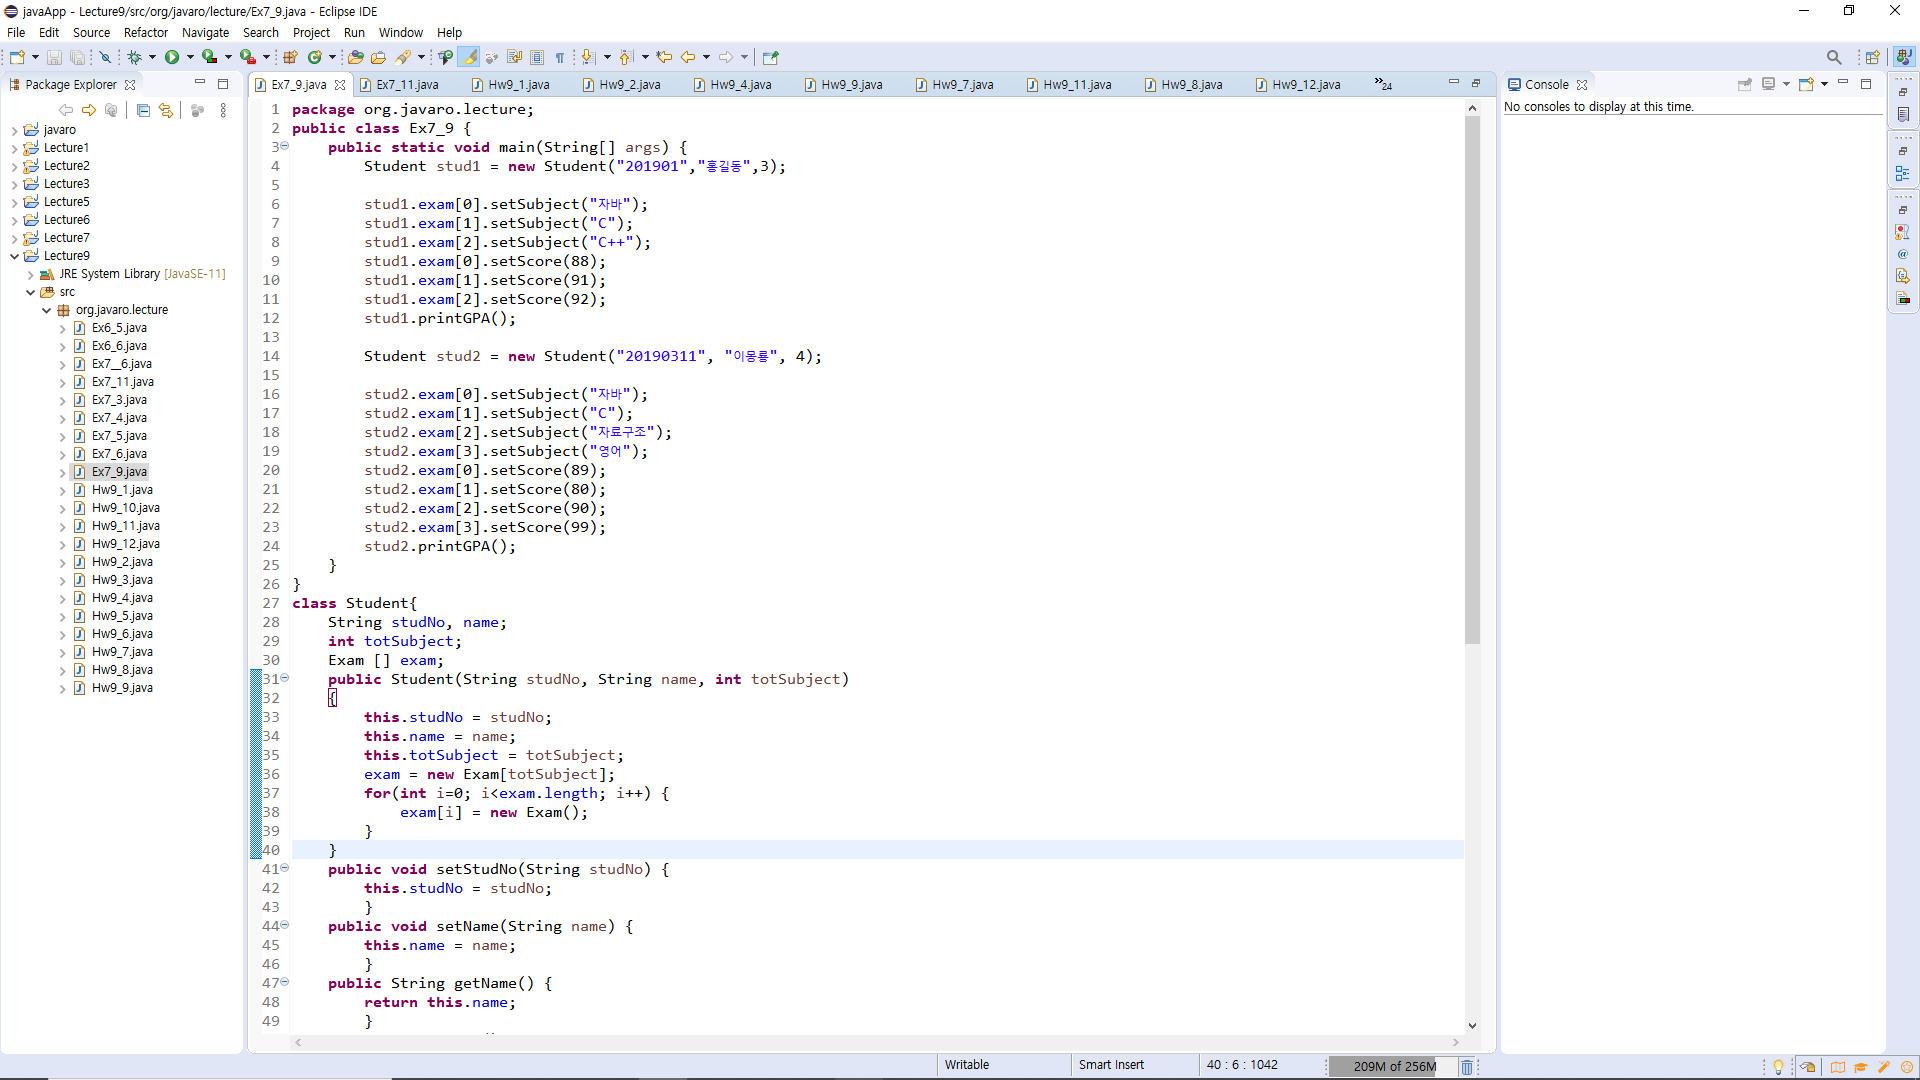 javaApp - Lecture9/src/org/javaro/lecture/Ex7_9.java - Eclipse IDE
File Edit Source Refactor Navigate Search Project Run Window Help
Package Explorer
javaro
Lecture1
Lecture2
Lecture3
Lecture5
Lecture6
Lecture7
Lecture9
JRE System Library [JavaSE-11]
src
org.javaro.lecture
Ex6_5.java
Ex6_6.java
Ex7__6.java
Ex7_11.java
Ex7_3.java
Ex7_4.java
Ex7_5.java
Ex7_6.java
Ex7_9.java
Hw9_1.java
Hw9_10.java
Hw9_11.java
Hw9_12.java
Hw9_2.java
Hw9_3.java
Hw9_4.java
Hw9_5.java
Hw9_6.java
Hw9_7.java
Hw9_8.java
Hw9_9.java
Ex7_9.java Ex7_11.java Hw9_1.java Hw9_2.java Hw9_4.java Hw9_9.java Hw9_7.java Hw9_11.java Hw9_8.java Hw9_12.java »24
1 package org.javaro.lecture;
2 public class Ex7_9 {
3 public static void main(String[] args) {
4 Student stud1 = new Student("201901","홍길동",3);
5
6 stud1.exam[0].setSubject("자바");
7 stud1.exam[1].setSubject("C");
8 stud1.exam[2].setSubject("C++");
9 stud1.exam[0].setScore(88);
10 stud1.exam[1].setScore(91);
11 stud1.exam[2].setScore(92);
12 stud1.printGPA();
13
14 Student stud2 = new Student("20190311", "이몽룡", 4);
15
16 stud2.exam[0].setSubject("자바");
17 stud2.exam[1].setSubject("C");
18 stud2.exam[2].setSubject("자료구조");
19 stud2.exam[3].setSubject("영어");
20 stud2.exam[0].setScore(89);
21 stud2.exam[1].setScore(80);
22 stud2.exam[2].setScore(90);
23 stud2.exam[3].setScore(99);
24 stud2.printGPA();
25 }
26 }
27 class Student{
28 String studNo, name;
29 int totSubject;
30 Exam [] exam;
31 public Student(String studNo, String name, int totSubject)
32 {
33 this.studNo = studNo;
34 this.name = name;
35 this.totSubject = totSubject;
36 exam = new Exam[totSubject];
37 for(int i=0; i<exam.length; i++) {
38 exam[i] = new Exam();
39 }
40 }
41 public void setStudNo(String studNo) {
42 this.studNo = studNo;
43 }
44 public void setName(String name) {
45 this.name = name;
46 }
47 public String getName() {
48 return this.name;
49 }
Console
No consoles to display at this time.
Writable Smart Insert 40 : 6 : 1042 209M of 256M